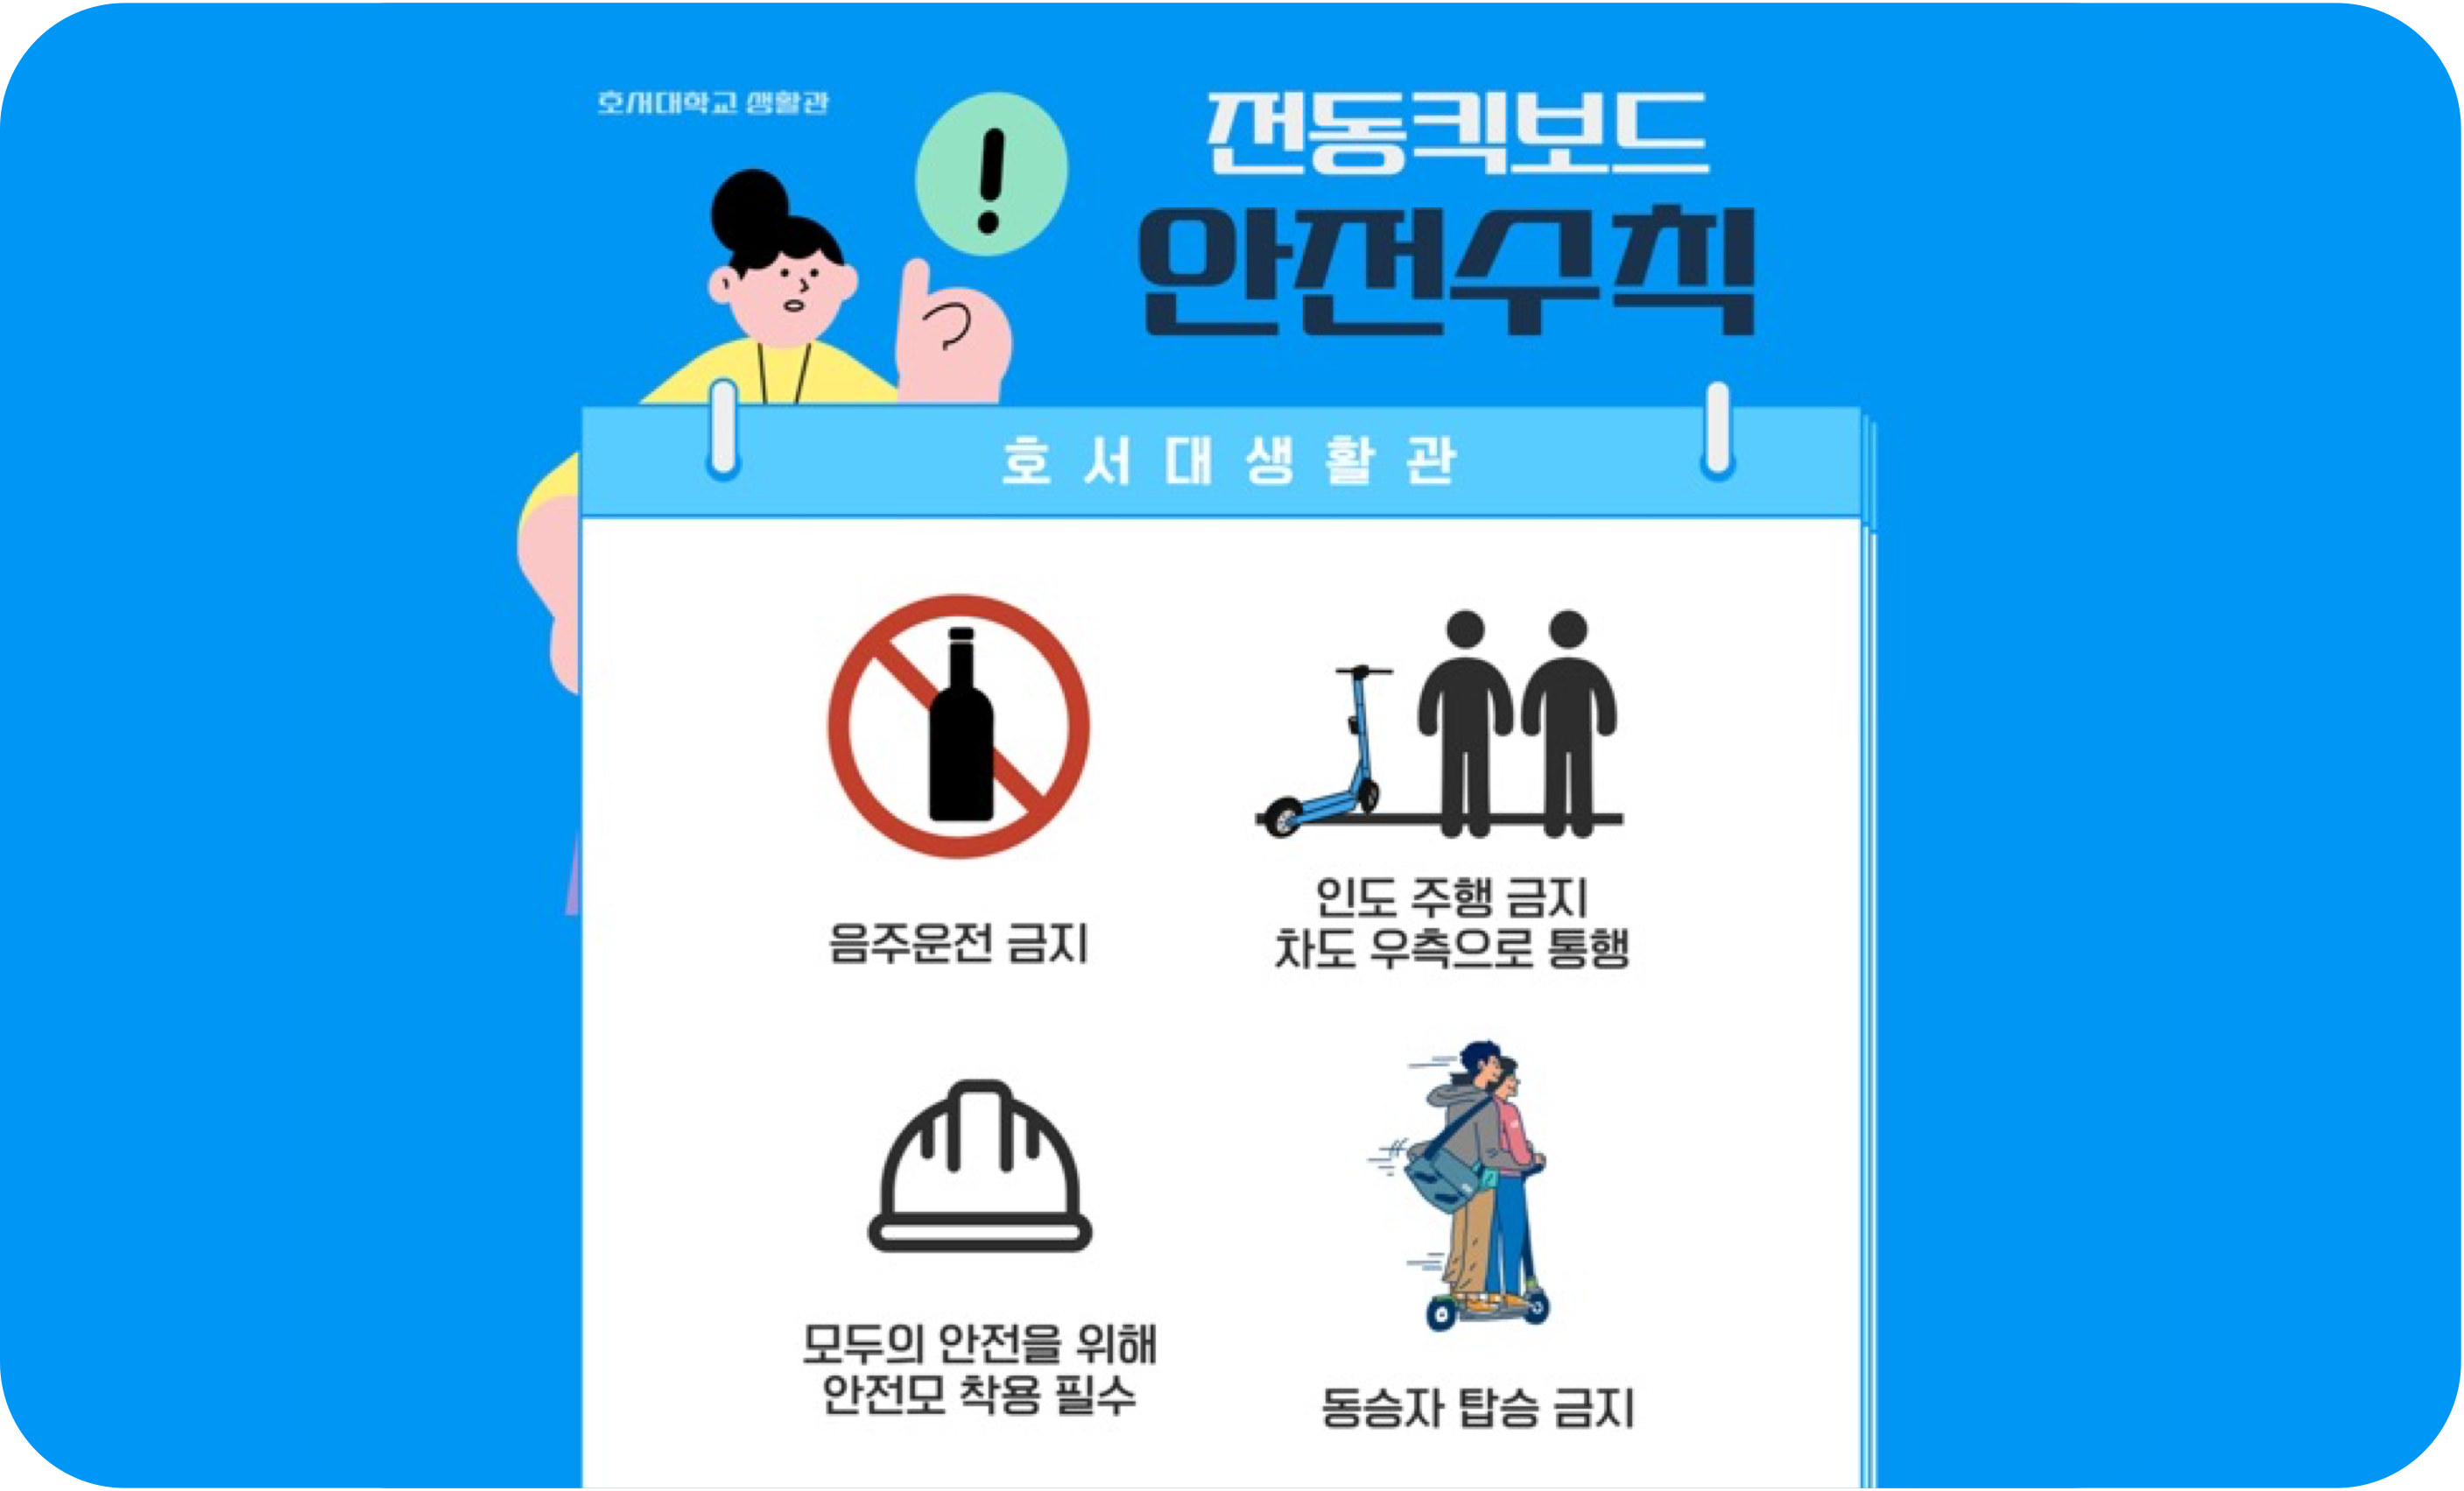 호서대학교 생활관
전동킥보드
안전수칙
호서대생활관
음주운전 금지
인도 주행 금지
차도 우측으로 통행
모두의 안전을 위해
안전모 착용 필수
동승자 탑승 금지